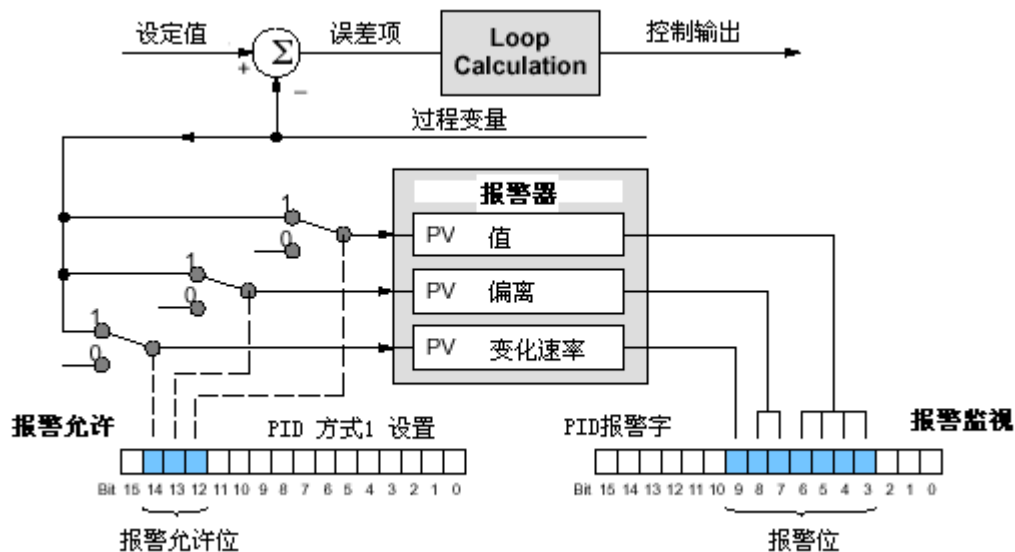 设定值 误差项 Loop Calculation 控制输出
+ Σ
−
过程变量
报警器
1 0 PV 值
1 0 PV 偏离
1 0 PV 变化速率
报警允许 PID 方式1 设置 PID报警字 报警监视
Bit 15 14 13 12 11 10 9 8 7 6 5 4 3 2 1 0 Bit 15 14 13 12 11 10 9 8 7 6 5 4 3 2 1 0
报警允许位 报警位